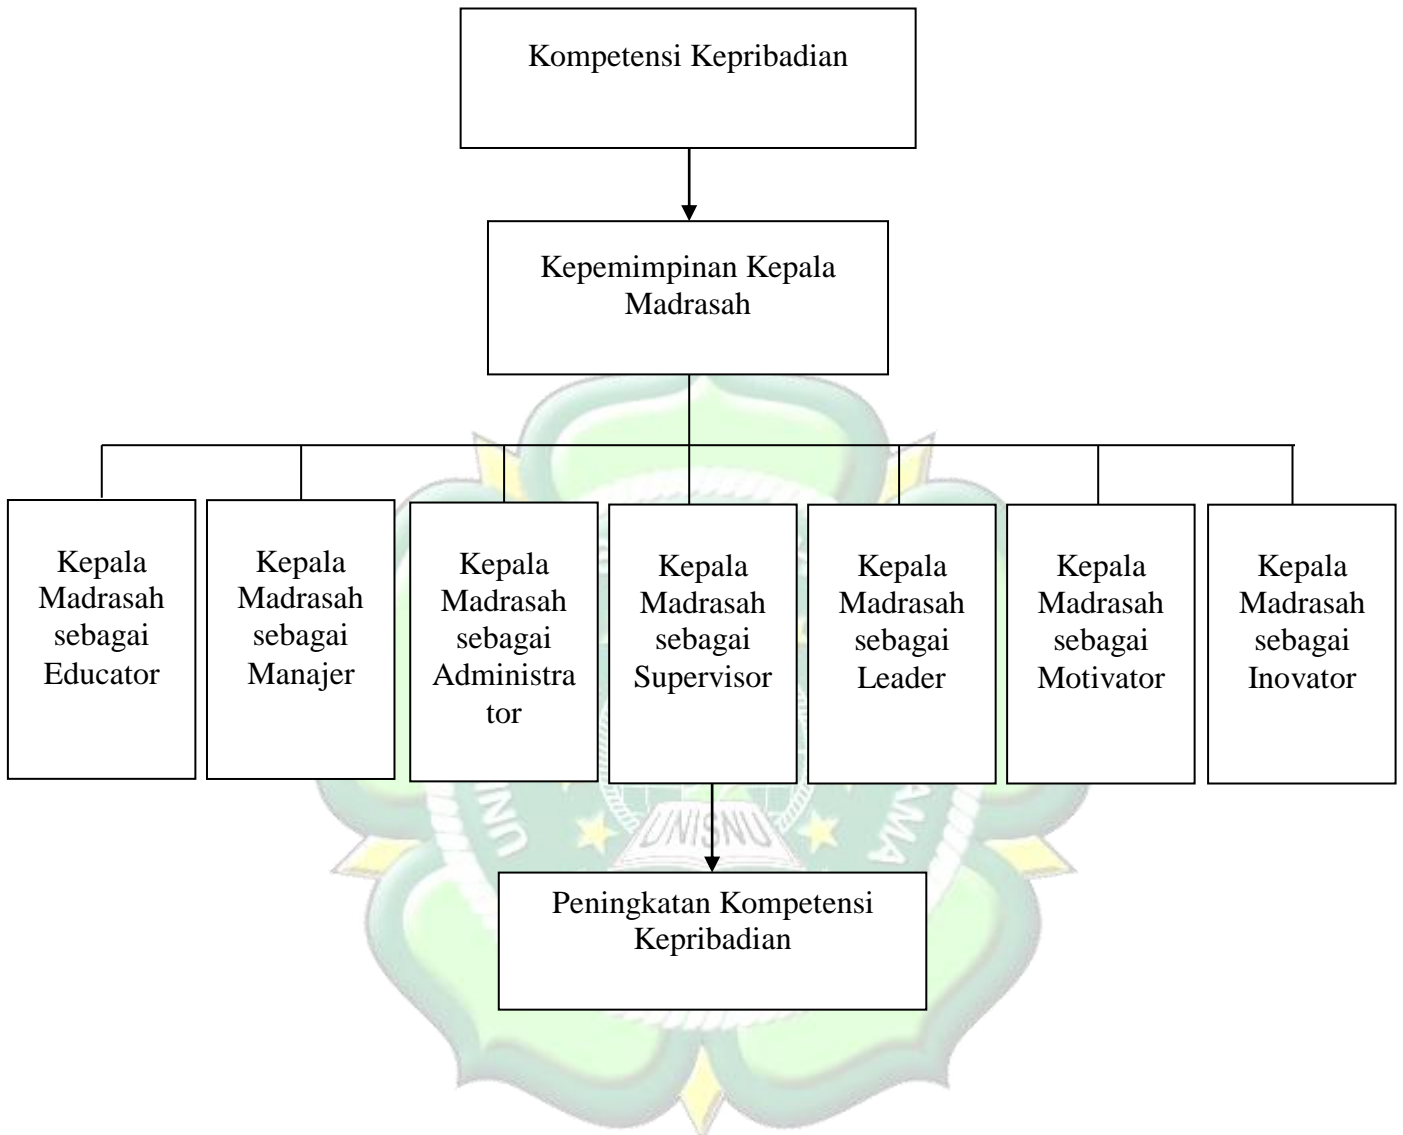 Kompetensi Kepribadian
Kepemimpinan Kepala
Madrasah
Kepala
Madrasah
sebagai
Educator
Kepala
Madrasah
sebagai
Manajer
Kepala
Madrasah
sebagai
Administra
tor
Kepala
Madrasah
sebagai
Supervisor
Kepala
Madrasah
sebagai
Leader
Kepala
Madrasah
sebagai
Motivator
Kepala
Madrasah
sebagai
Inovator
UNI
UNISNU
AMA
Peningkatan Kompetensi
Kepribadian